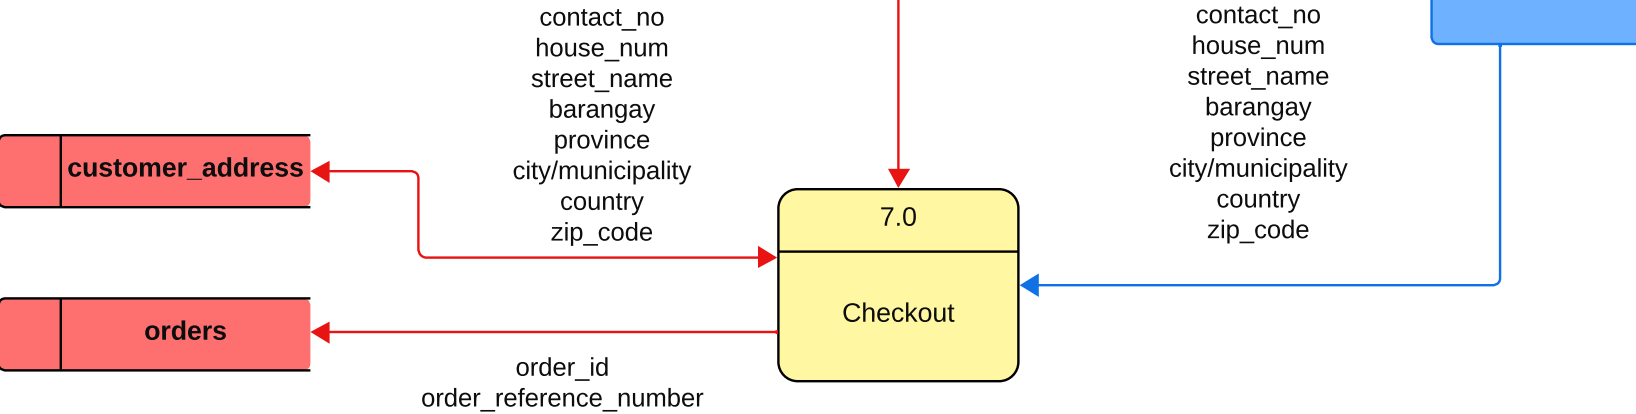 contact_no
house_num
street_name
barangay
province
city/municipality
country
zip_code
contact_no
house_num
street_name
barangay
province
city/municipality
country
zip_code
customer_address
7.0
Checkout
orders
order_id
order_reference_number